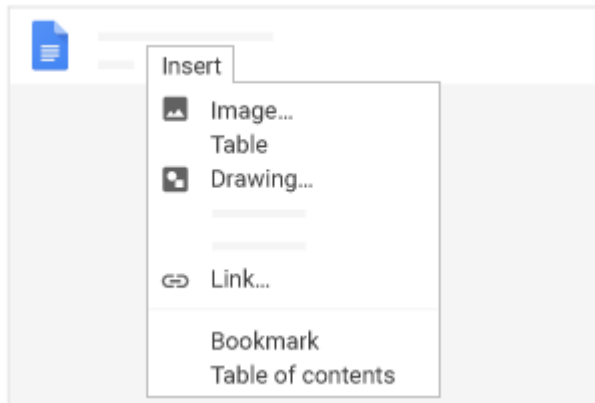 Insert
Image...
Table
Drawing...
Link...
Bookmark
Table of contents